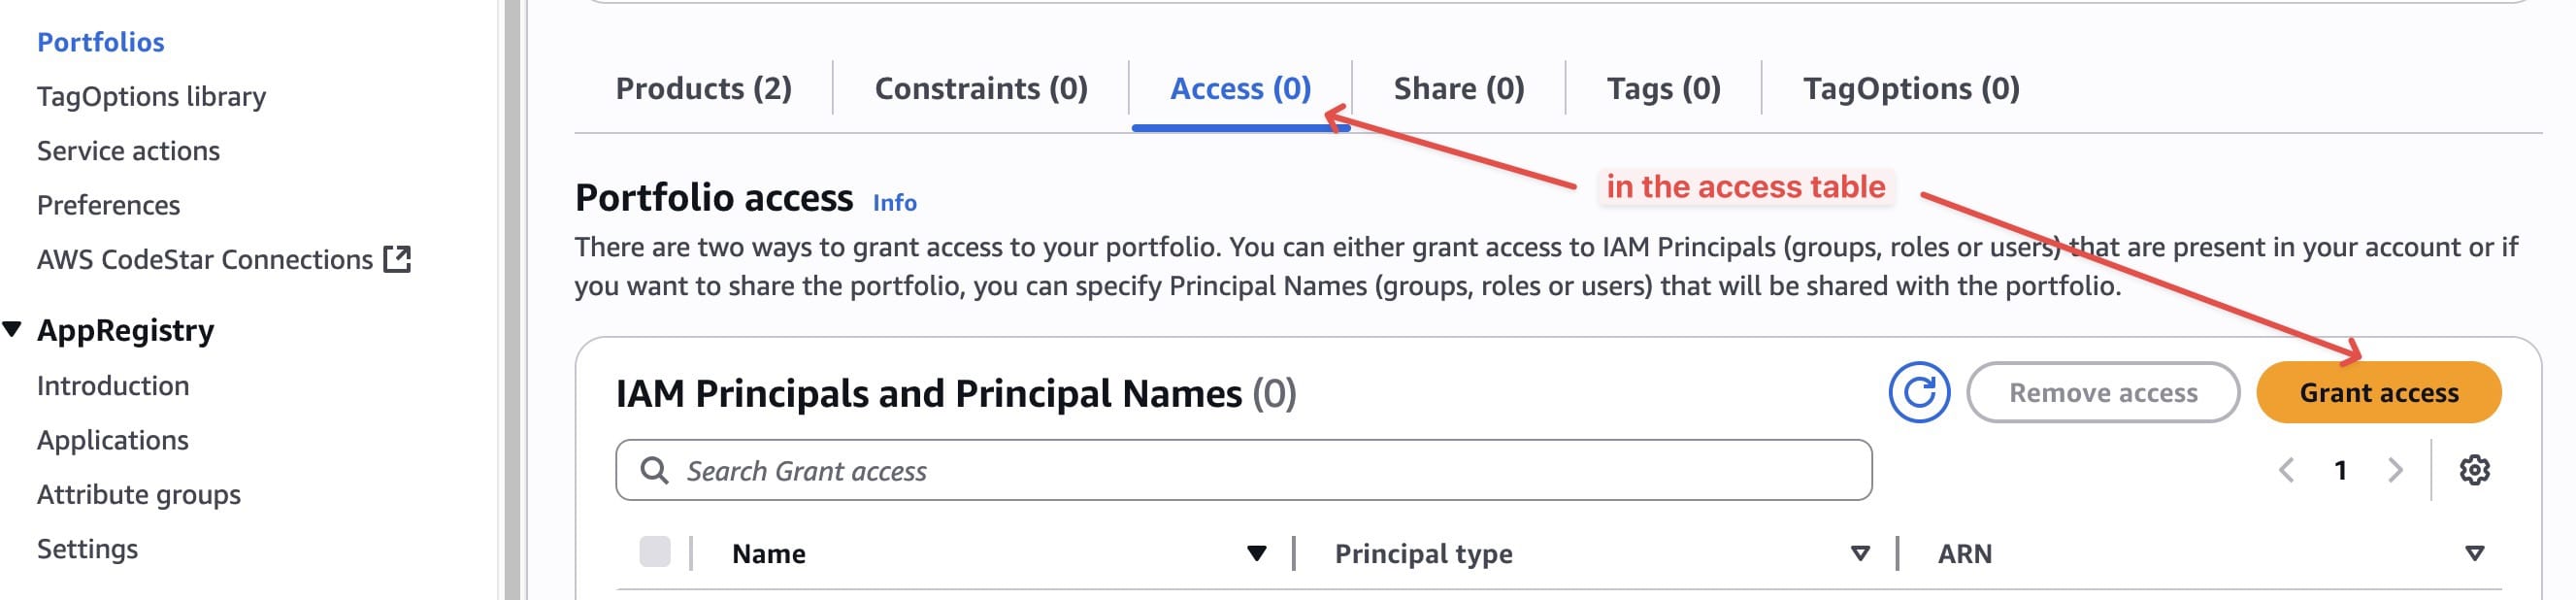 Portfolios
TagOptions library
Service actions
Preferences
AWS CodeStar Connections
AppRegistry
Introduction
Applications
Attribute groups
Settings
Products (2)
Constraints (0)
Access (0)
Share (0)
Tags (0)
TagOptions (0)
in the access table
Portfolio access Info
There are two ways to grant access to your portfolio. You can either grant access to IAM Principals (groups, roles or users) that are present in your account or if
you want to share the portfolio, you can specify Principal Names (groups, roles or users) that will be shared with the portfolio.
IAM Principals and Principal Names (0)
Remove access
Grant access
Search Grant access
1
Name
Principal type
ARN